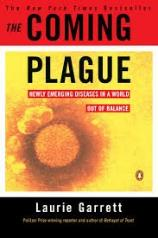 The New York Times Bestseller
THE COMING
PLAGUE
NEWLY EMERGING DISEASES IN A WORLD
OUT OF BALANCE
Laurie Garrett
Pulitzer Prize-winning reporter and author of Betrayal of Trust